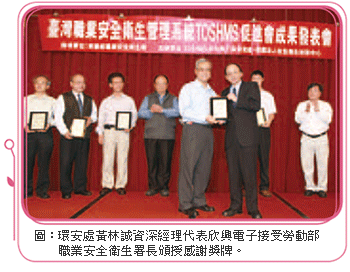 臺灣職業安全衛生管理系統TOSHMS促進會成果發表會
圖：環安處黃林誠資深經理代表欣興電子接受勞動部
職業安全衛生署長頒授感謝獎牌。